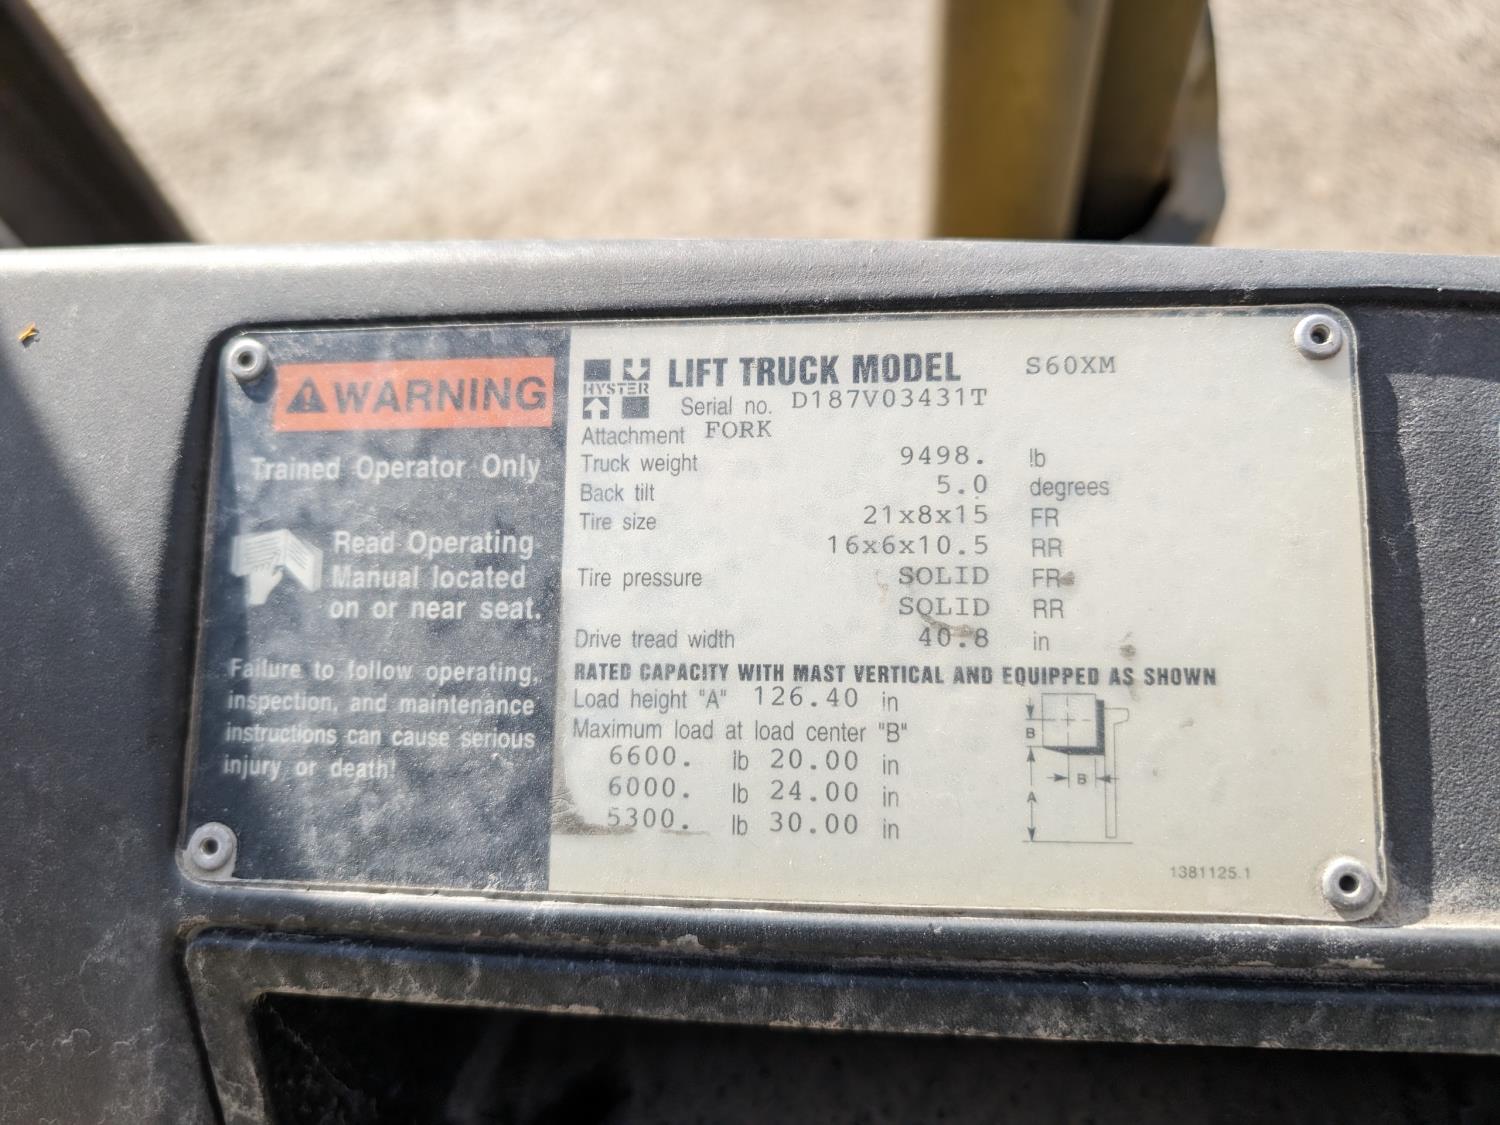 WARNING
Trained Operator Only
Read Operating
Manual located
on or near seat.
Failure to follow operating,
inspection, and maintenance
instructions can cause serious
injury or death!
HYSTER
LIFT TRUCK MODEL S60XM
Serial no. D187V03431T
Attachment FORK
Truck weight 9498. lb
Back tilt 5.0 degrees
Tire size 21x8x15 FR
16x6x10.5 RR
Tire pressure SOLID FR
SOLID RR
Drive tread width 40.8 in
RATED CAPACITY WITH MAST VERTICAL AND EQUIPPED AS SHOWN
Load height "A" 126.40 in
Maximum load at load center "B"
6600. lb 20.00 in
6000. lb 24.00 in
5300. lb 30.00 in
B
B
A
1381125.1